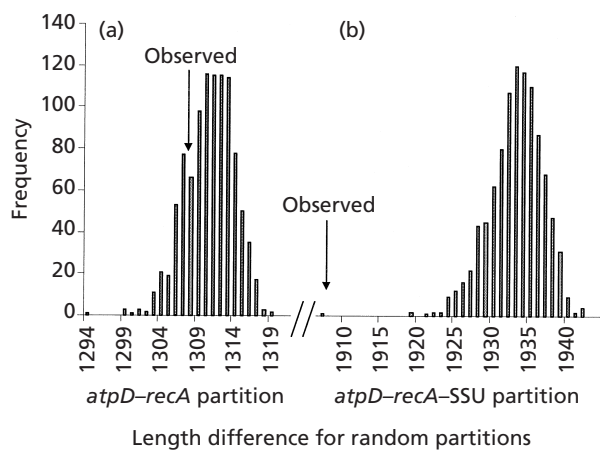 (a)
(b)
Observed
Observed
Frequency
140
120
100
80
60
40
20
0
1294 1299 1304 1309 1314 1319 1910 1915 1920 1925 1930 1935 1940
atpD–recA partition
atpD–recA–SSU partition
Length difference for random partitions